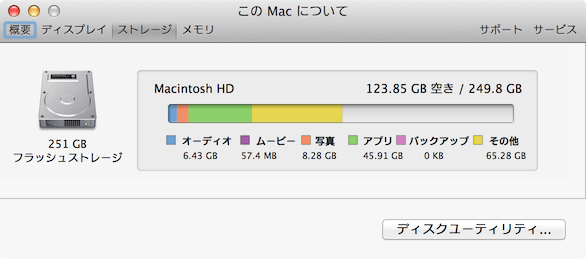 この Mac について
概要 ディスプレイ ストレージ メモリ サポート サービス
Macintosh HD 123.85 GB 空き / 249.8 GB
オーディオ ムービー 写真 アプリ バックアップ その他
6.43 GB 57.4 MB 8.28 GB 45.91 GB 0 KB 65.28 GB
251 GB
フラッシュストレージ
ディスクユーティリティ...